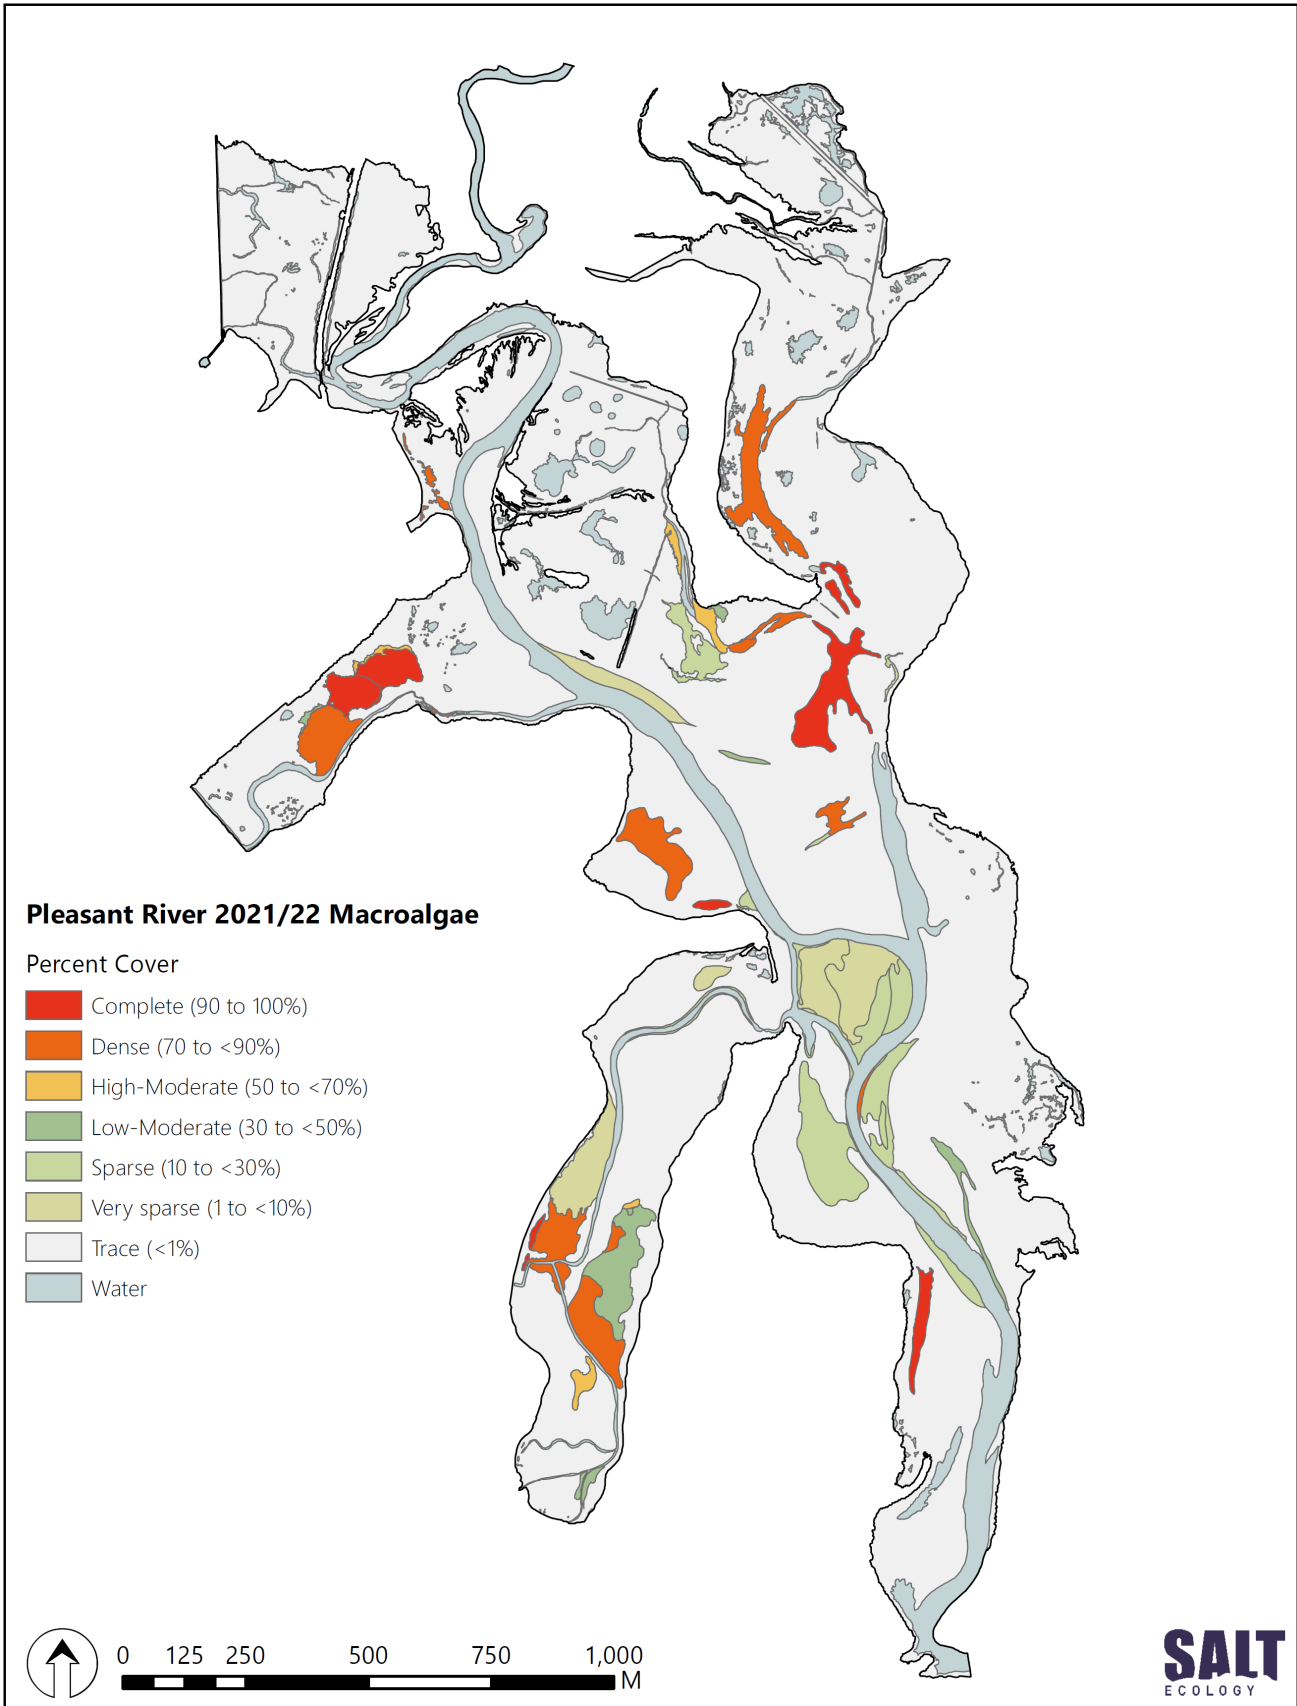 Pleasant River 2021/22 Macroalgae
Percent Cover
Complete (90 to 100%)
Dense (70 to <90%)
High-Moderate (50 to <70%)
Low-Moderate (30 to <50%)
Sparse (10 to <30%)
Very sparse (1 to <10%)
Trace (<1%)
Water
0 125 250 500 750 1,000
M
SALT
ECOLOGY